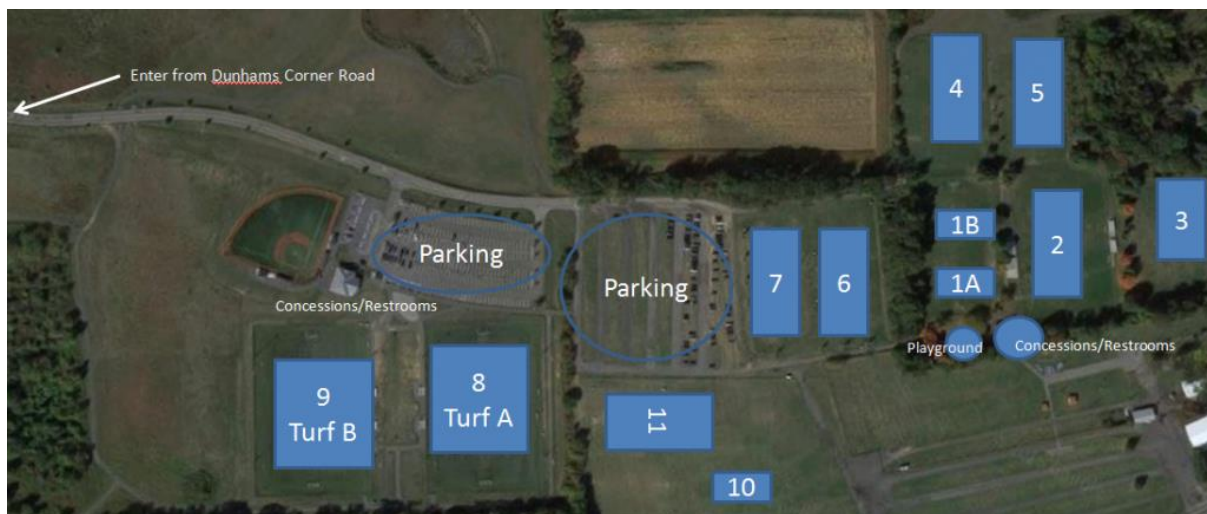 Enter from Dunhams Corner Road
4
5
1B
2
3
Parking
Parking
7
6
1A
Concessions/Restrooms
Playground
Concessions/Restrooms
9
Turf B
8
Turf A
11
10